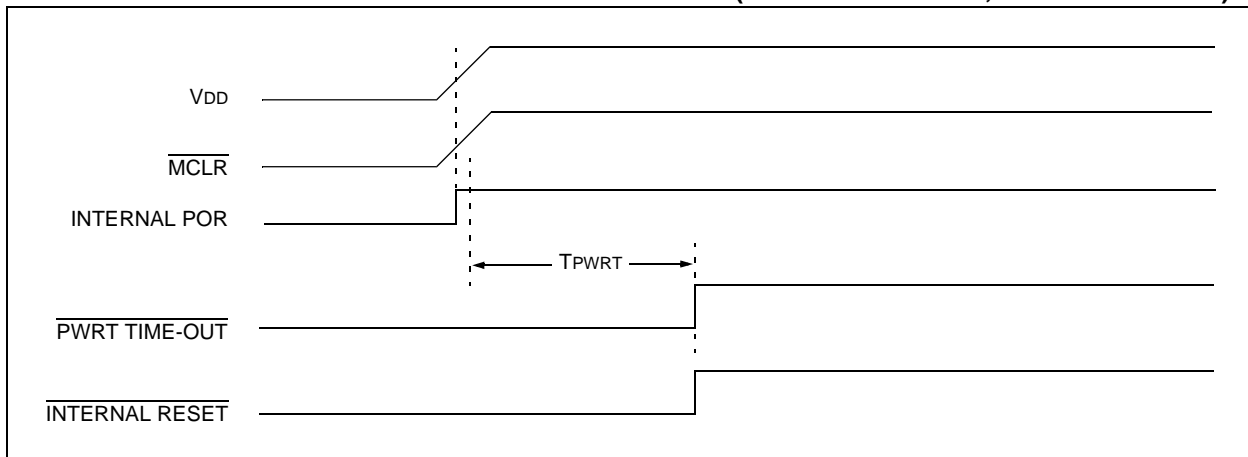 VDD
MCLR
INTERNAL POR
TPWRT
PWRT TIME-OUT
INTERNAL RESET